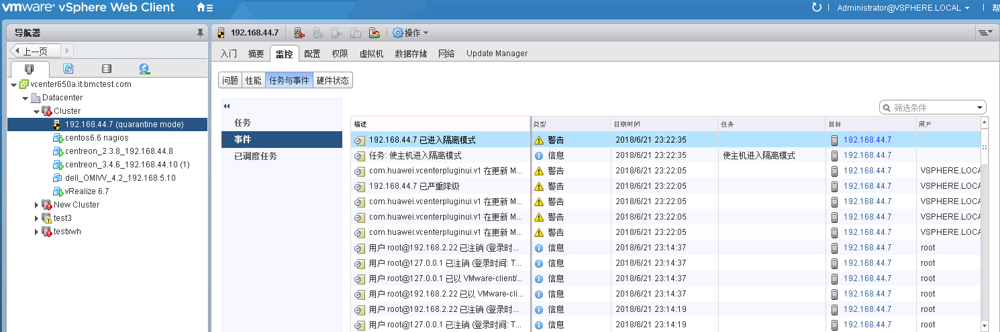 vmware® vSphere Web Client
Administrator@VSPHERE.LOCAL
导航器
192.168.44.7
操作
上一页
入门 摘要 监控 配置 权限 虚拟机 数据存储 网络 Update Manager
问题 性能 任务与事件 硬件状态
vcenter650a.it.bmctest.com
Datacenter
Cluster
192.168.44.7 (quarantine mode)
centos6.6 nagios
centreon_2.3.8_192.168.44.8
centreon_3.4.6_192.168.44.10 (1)
dell_OMIVV_4.2_192.168.5.10
vRealize 6.7
New Cluster
test3
testxwh
任务
事件
已调度任务
筛选条件
描述 类型 日期时间 任务 目标 用户
192.168.44.7 已进入隔离模式 警告 2018/6/21 23:22:35 192.168.44.7
任务: 使主机进入隔离模式 信息 2018/6/21 23:22:35 使主机进入隔离模式 192.168.44.7
com.huawei.vcenterpluginui.v1 在更新 M... 警告 2018/6/21 23:22:05 192.168.44.7 VSPHERE.LOCA
192.168.44.7 已严重降级 警告 2018/6/21 23:22:05 192.168.44.7 VSPHERE.LOCA
com.huawei.vcenterpluginui.v1 在更新 M... 警告 2018/6/21 23:22:05 192.168.44.7 VSPHERE.LOCA
com.huawei.vcenterpluginui.v1 在更新 M... 警告 2018/6/21 23:22:05 192.168.44.7 VSPHERE.LOCA
com.huawei.vcenterpluginui.v1 在更新 M... 警告 2018/6/21 23:22:05 192.168.44.7 VSPHERE.LOCA
用户 root@192.168.2.22 已注销 (登录时... 信息 2018/6/21 23:14:37 192.168.44.7 root
用户 root@127.0.0.1 已注销 (登录时间: T... 信息 2018/6/21 23:14:37 192.168.44.7 root
用户 root@127.0.0.1 已以 VMware-client/... 信息 2018/6/21 23:14:37 192.168.44.7 root
用户 root@192.168.2.22 已以 VMware-cli... 信息 2018/6/21 23:14:37 192.168.44.7 root
用户 root@192.168.2.22 已注销 (登录时... 信息 2018/6/21 23:14:19 192.168.44.7 root
用户 root@127.0.0.1 已注销 (登录时间: T... 信息 2018/6/21 23:14:19 192.168.44.7 root